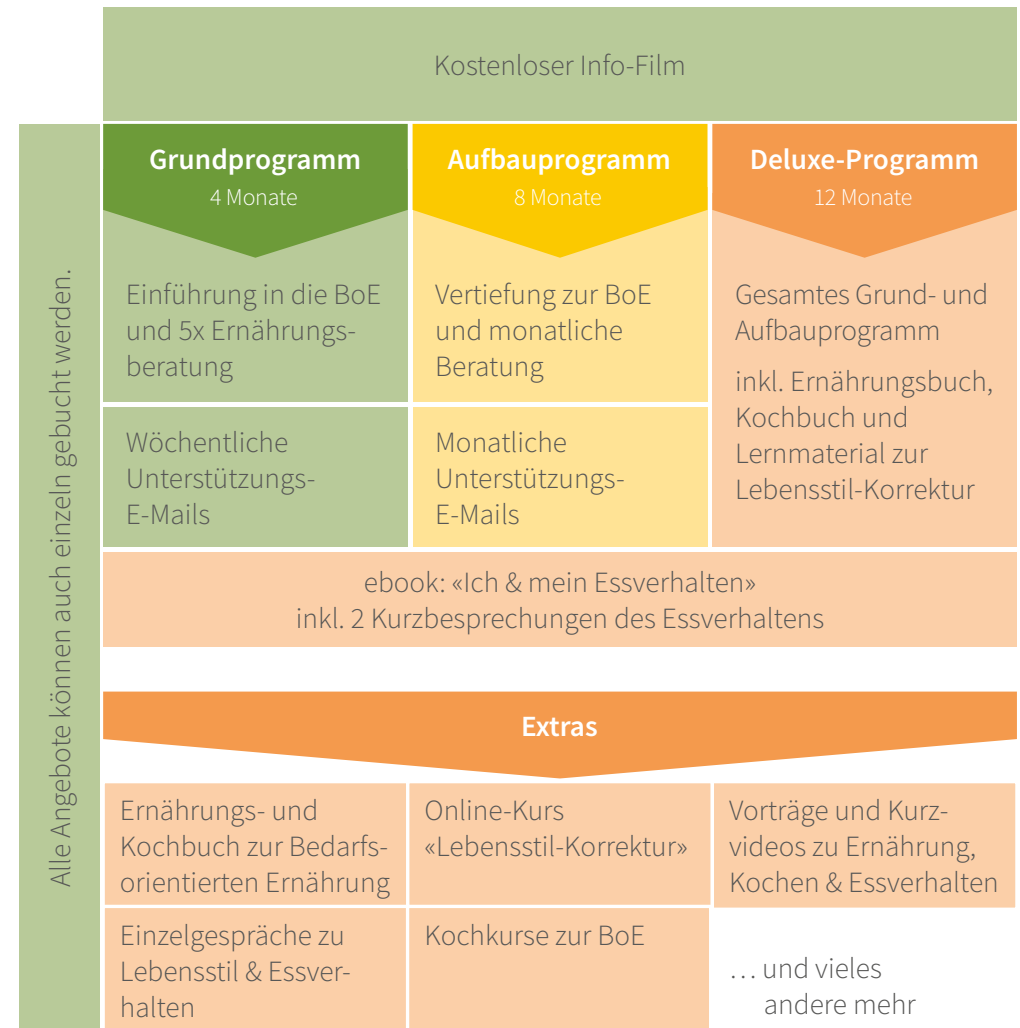 Kostenloser Info-Film
Alle Angebote können auch einzeln gebucht werden.
Grundprogramm
4 Monate
Einführung in die BoE
und 5x Ernährungs-
beratung
Wöchentliche
Unterstützungs-
E-Mails
Aufbauprogramm
8 Monate
Vertiefung zur BoE
und monatliche
Beratung
Monatliche
Unterstützungs-
E-Mails
Deluxe-Programm
12 Monate
Gesamtes Grund- und
Aufbauprogramm
inkl. Ernährungsbuch,
Kochbuch und
Lernmaterial zur
Lebensstil-Korrektur
ebook: «Ich & mein Essverhalten»
inkl. 2 Kurzbesprechungen des Essverhaltens
Extras
Ernährungs- und
Kochbuch zur Bedarfs-
orientierten Ernährung
Online-Kurs
«Lebensstil-Korrektur»
Vorträge und Kurz-
videos zu Ernährung,
Kochen & Essverhalten
Einzelgespräche zu
Lebensstil & Essver-
halten
Kochkurse zur BoE
… und vieles
andere mehr